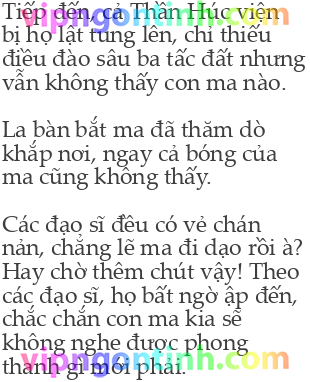 Tiếp đến, cả Thần Húc viện
vipngontinh.com
bị họ lật tung lên, chỉ thiếu
điều đào sâu ba tấc đất nhưng
vẫn không thấy con ma nào.
La bàn bắt ma đã thăm dò
khắp nơi, ngay cả bóng của
ma cũng không thấy.
Các đạo sĩ đều có vẻ chán
nản, chẳng lẽ ma đi dạo rồi à?
Hay chờ thêm chút vậy! Theo
các đạo sĩ, họ bất ngờ ập đến,
chắc chắn con ma kia sẽ
không nghe được phong
vipngontinh.com
thanh gì mới phải.